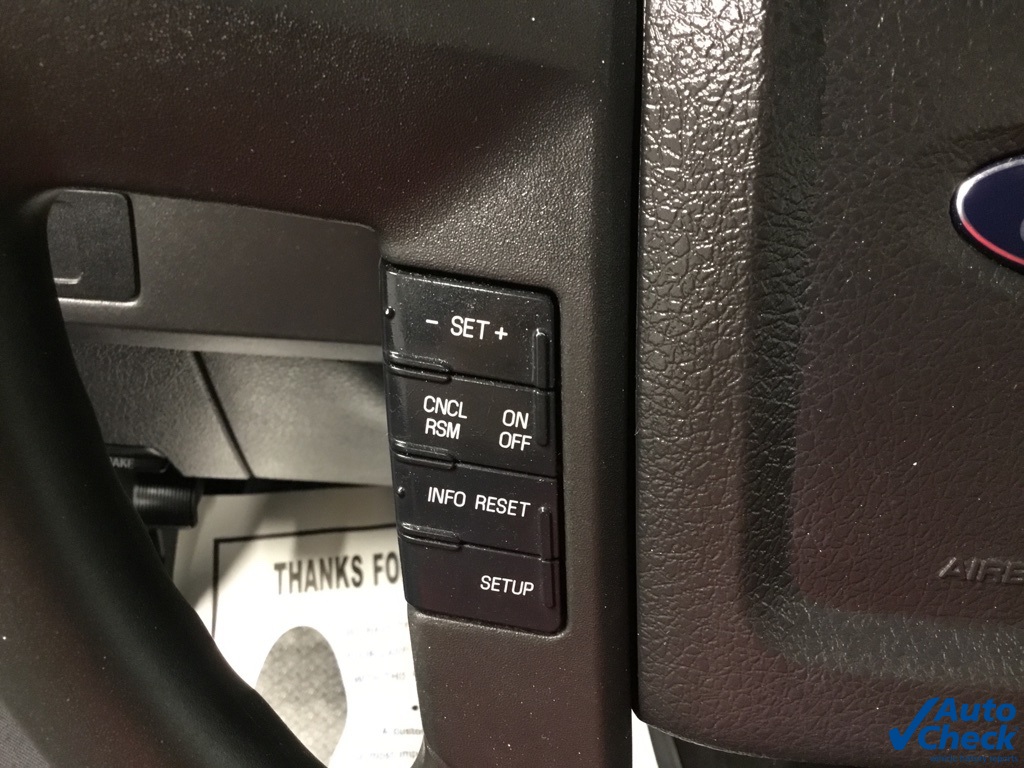 - SET +
CNCL ON
RSM OFF
INFO RESET
SETUP
THANKS FO
AIRB
Auto
Check